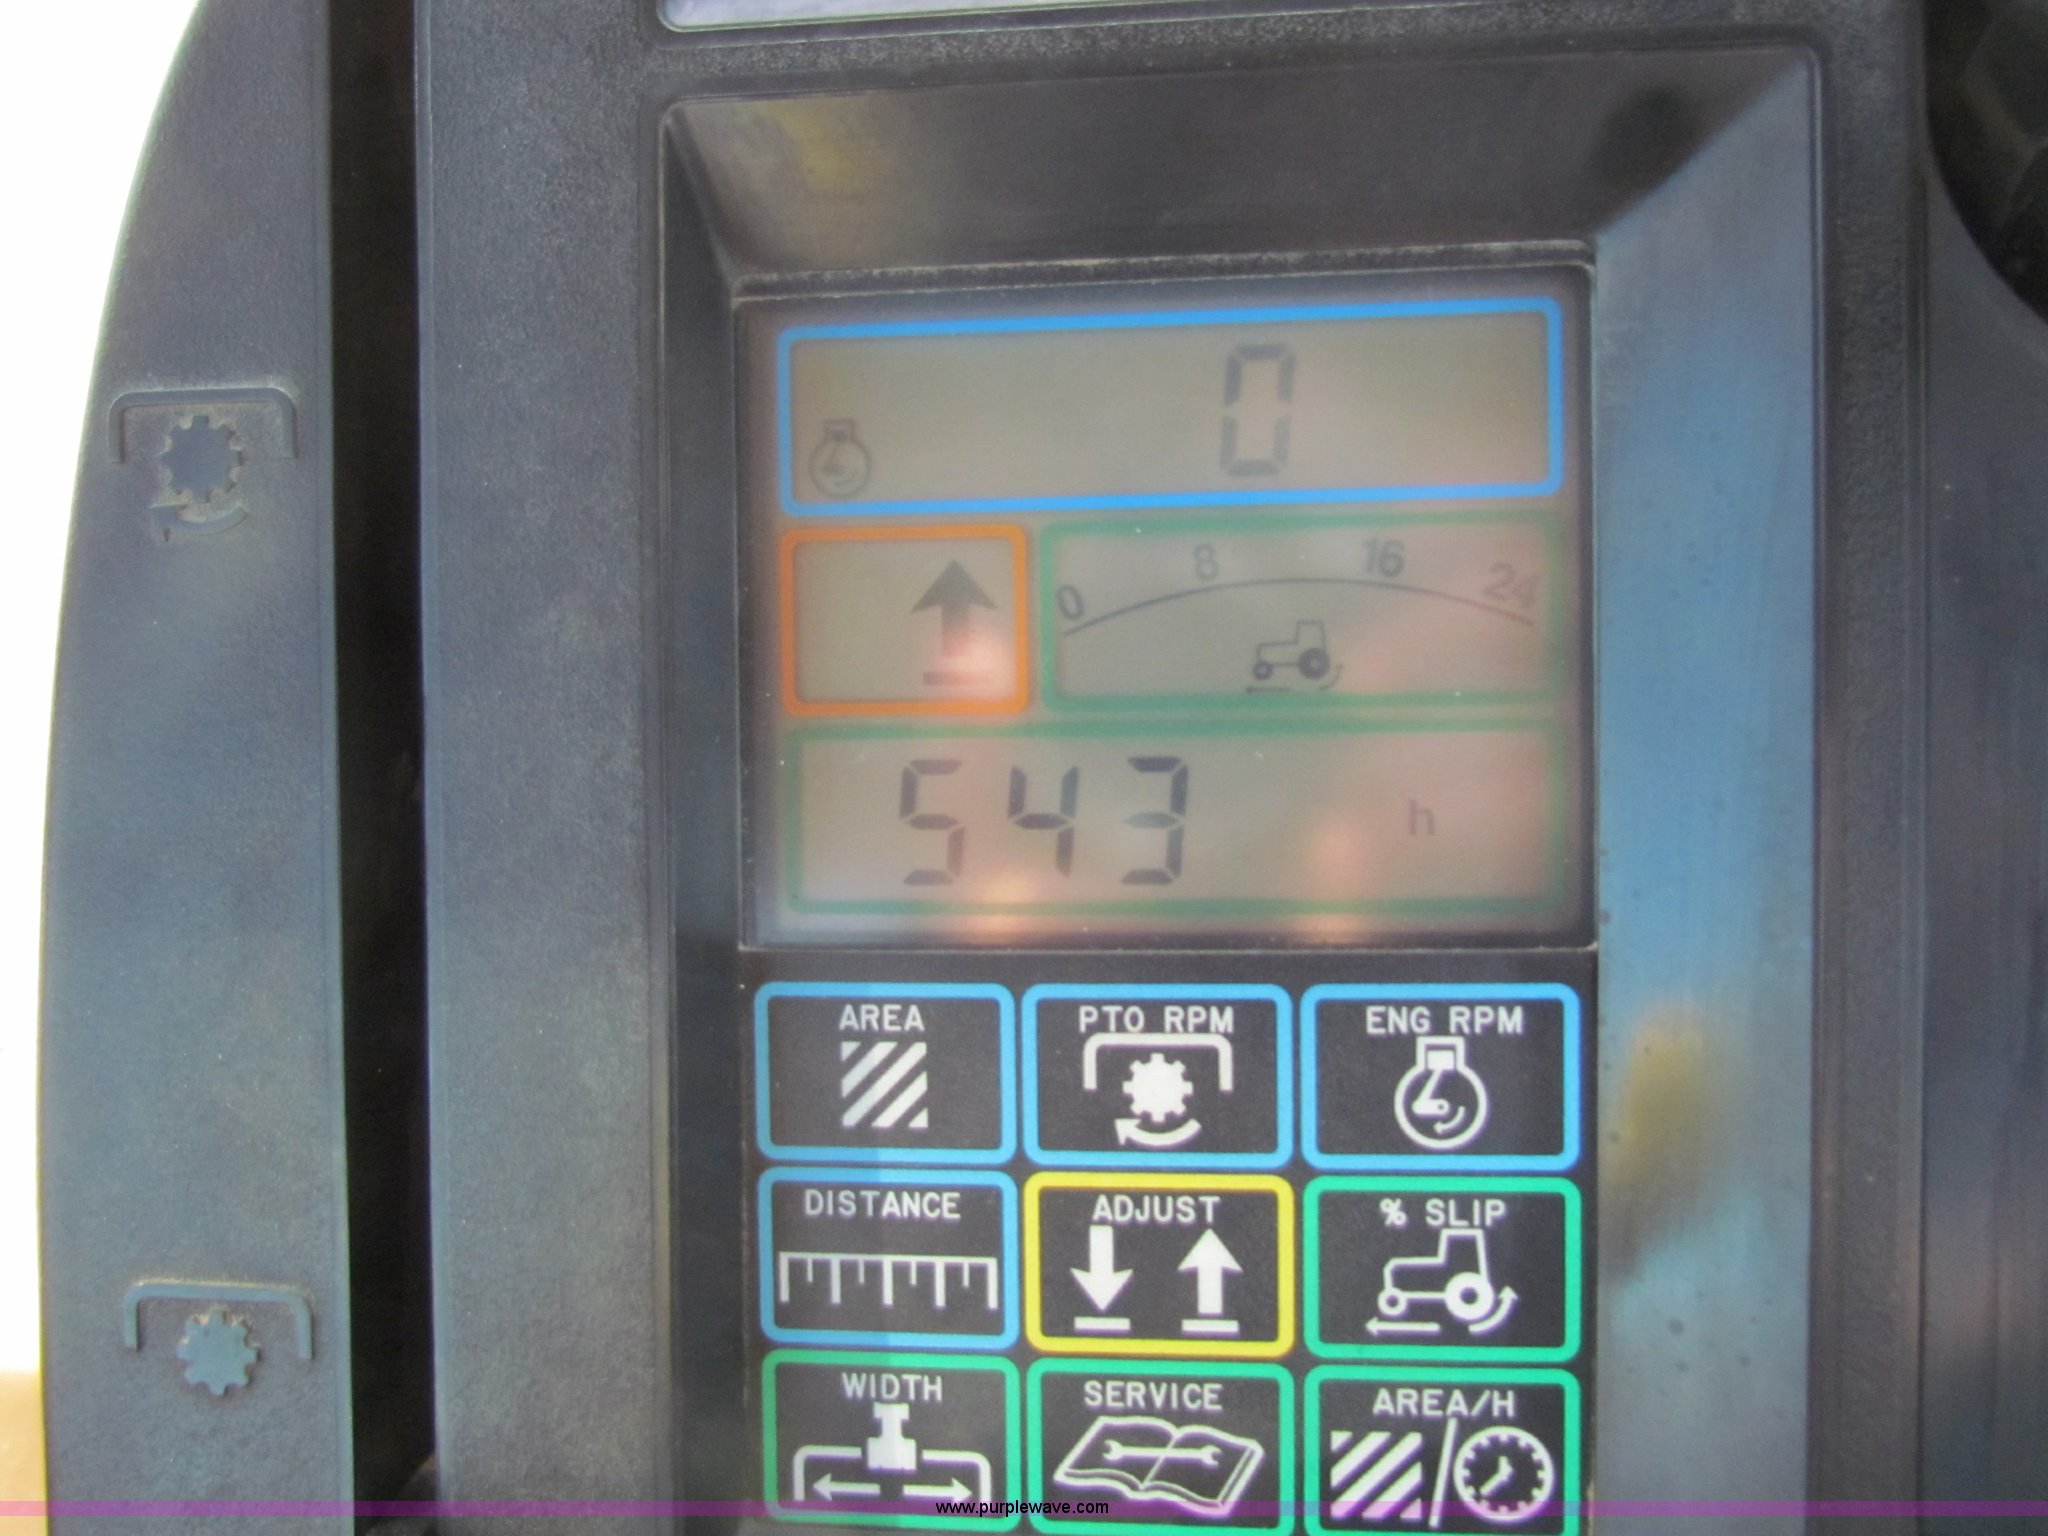 0
0 8 16 24
543 h
AREA PTO RPM ENG RPM
DISTANCE ADJUST % SLIP
WIDTH SERVICE AREA/H
www.purplewave.com